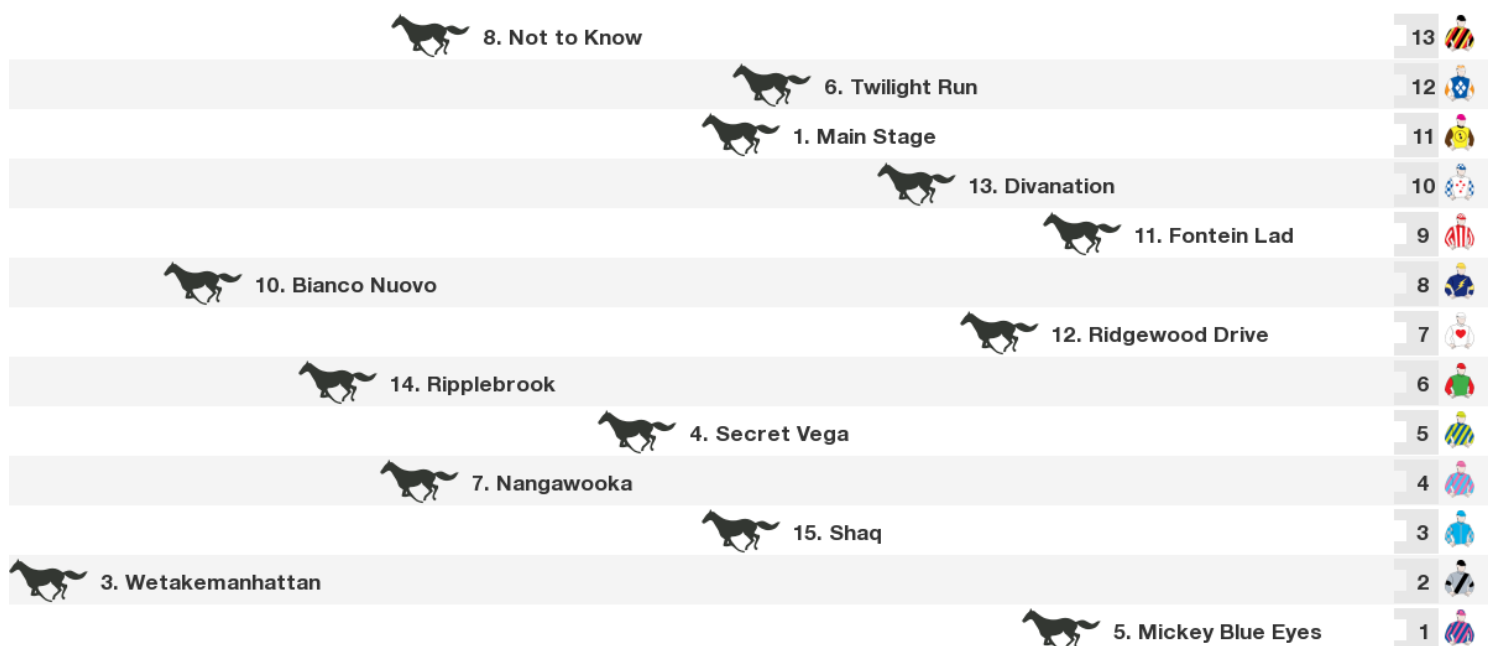 8. Not to Know 13
6. Twilight Run 12
1. Main Stage 11
13. Divanation 10
11. Fontein Lad 9
10. Bianco Nuovo 8
12. Ridgewood Drive 7
14. Ripplebrook 6
4. Secret Vega 5
7. Nangawooka 4
15. Shaq 3
3. Wetakemanhattan 2
5. Mickey Blue Eyes 1